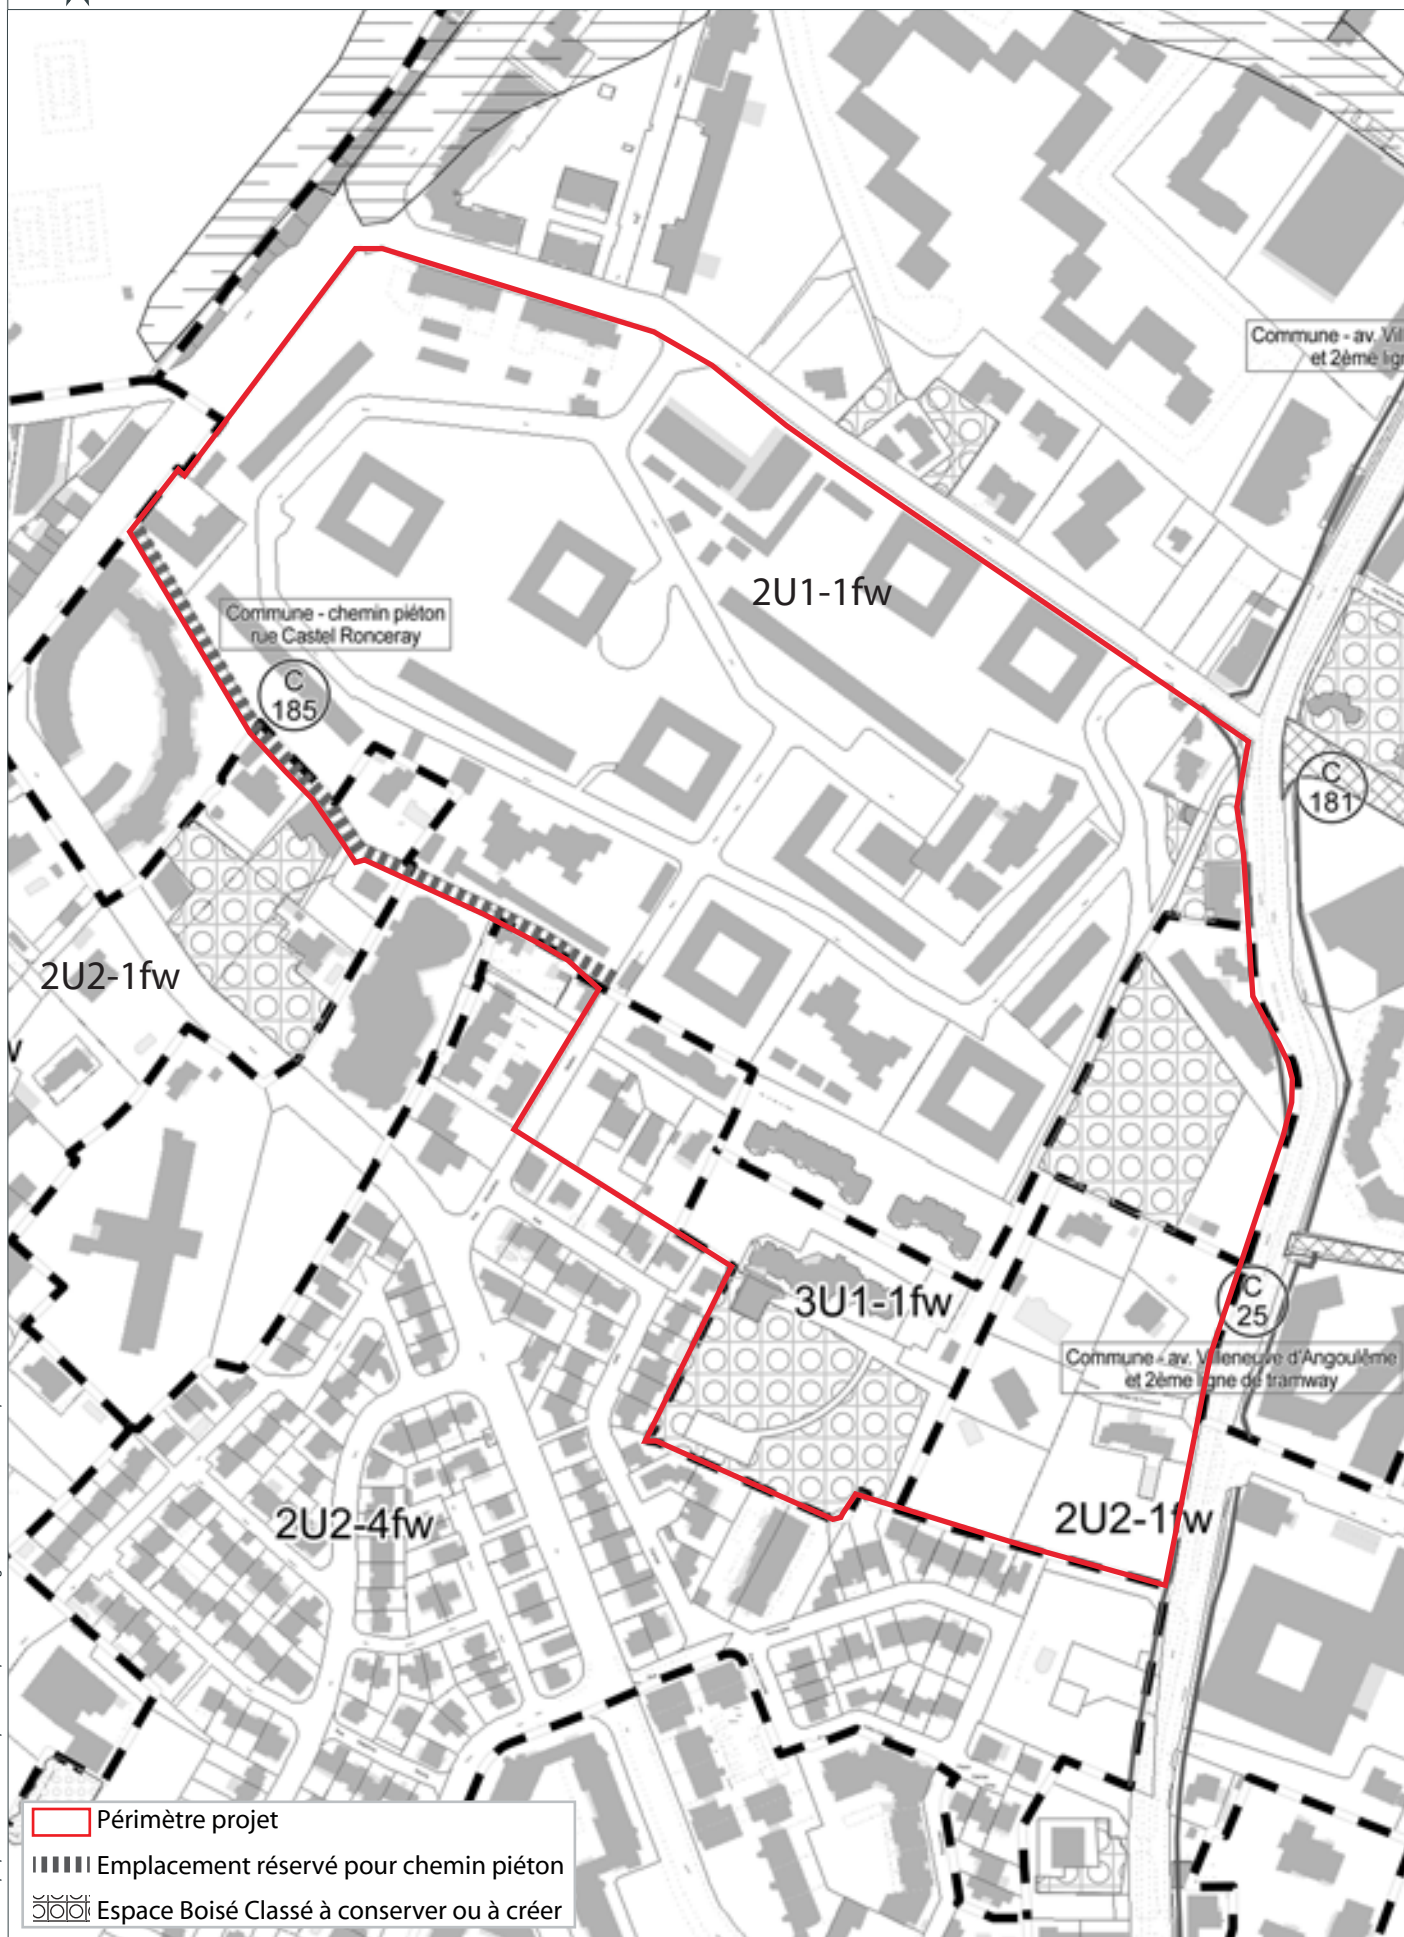 Commune - av. Vil
et 2ème lign
2U1-1fw
Commune - chemin piéton
rue Castel Ronceray
C
185
C
181
2U2-1fw
3U1-1fw
C
25
Commune - av. Villeneuve d'Angoulême
et 2ème ligne de tramway
2U2-4fw
2U2-1fw
Périmètre projet
Emplacement réservé pour chemin piéton
Espace Boisé Classé à conserver ou à créer